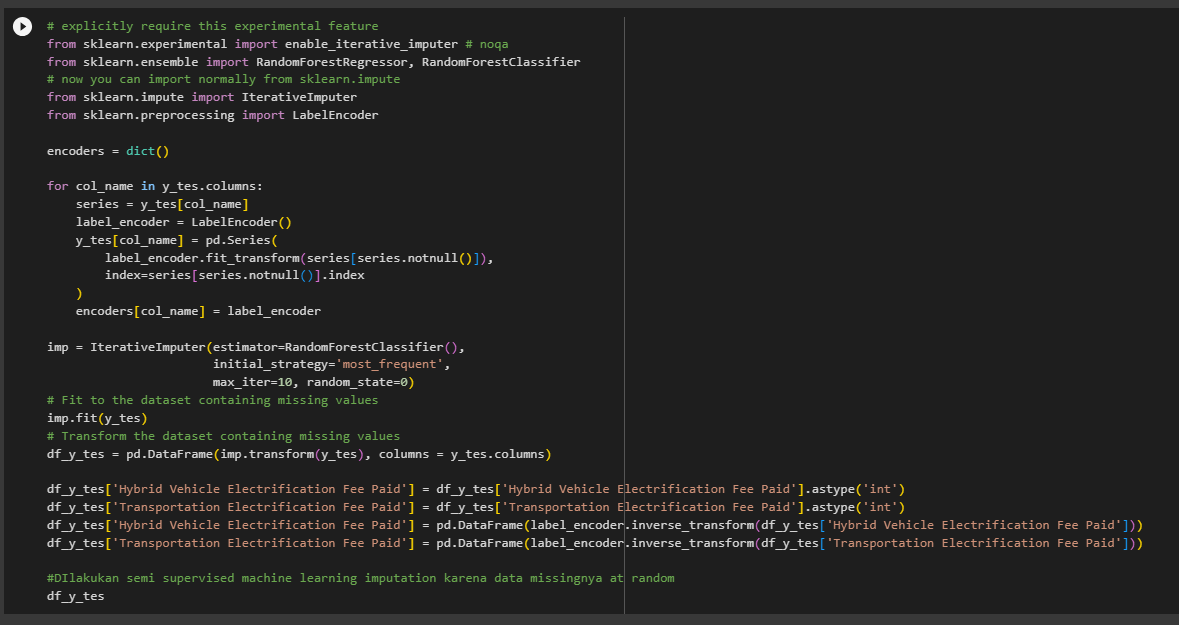 # explicitly require this experimental feature
from sklearn.experimental import enable_iterative_imputer # noqa
from sklearn.ensemble import RandomForestRegressor, RandomForestClassifier
# now you can import normally from sklearn.impute
from sklearn.impute import IterativeImputer
from sklearn.preprocessing import LabelEncoder

encoders = dict()

for col_name in y_tes.columns:
    series = y_tes[col_name]
    label_encoder = LabelEncoder()
    y_tes[col_name] = pd.Series(
        label_encoder.fit_transform(series[series.notnull()]),
        index=series[series.notnull()].index
    )
    encoders[col_name] = label_encoder

imp = IterativeImputer(estimator=RandomForestClassifier(),
                       initial_strategy='most_frequent',
                       max_iter=10, random_state=0)
# Fit to the dataset containing missing values
imp.fit(y_tes)
# Transform the dataset containing missing values
df_y_tes = pd.DataFrame(imp.transform(y_tes), columns = y_tes.columns)

df_y_tes['Hybrid Vehicle Electrification Fee Paid'] = df_y_tes['Hybrid Vehicle Electrification Fee Paid'].astype('int')
df_y_tes['Transportation Electrification Fee Paid'] = df_y_tes['Transportation Electrification Fee Paid'].astype('int')
df_y_tes['Hybrid Vehicle Electrification Fee Paid'] = pd.DataFrame(label_encoder.inverse_transform(df_y_tes['Hybrid Vehicle Electrification Fee Paid']))
df_y_tes['Transportation Electrification Fee Paid'] = pd.DataFrame(label_encoder.inverse_transform(df_y_tes['Transportation Electrification Fee Paid']))

#DIlakukan semi supervised machine learning imputation karena data missingnya at random
df_y_tes